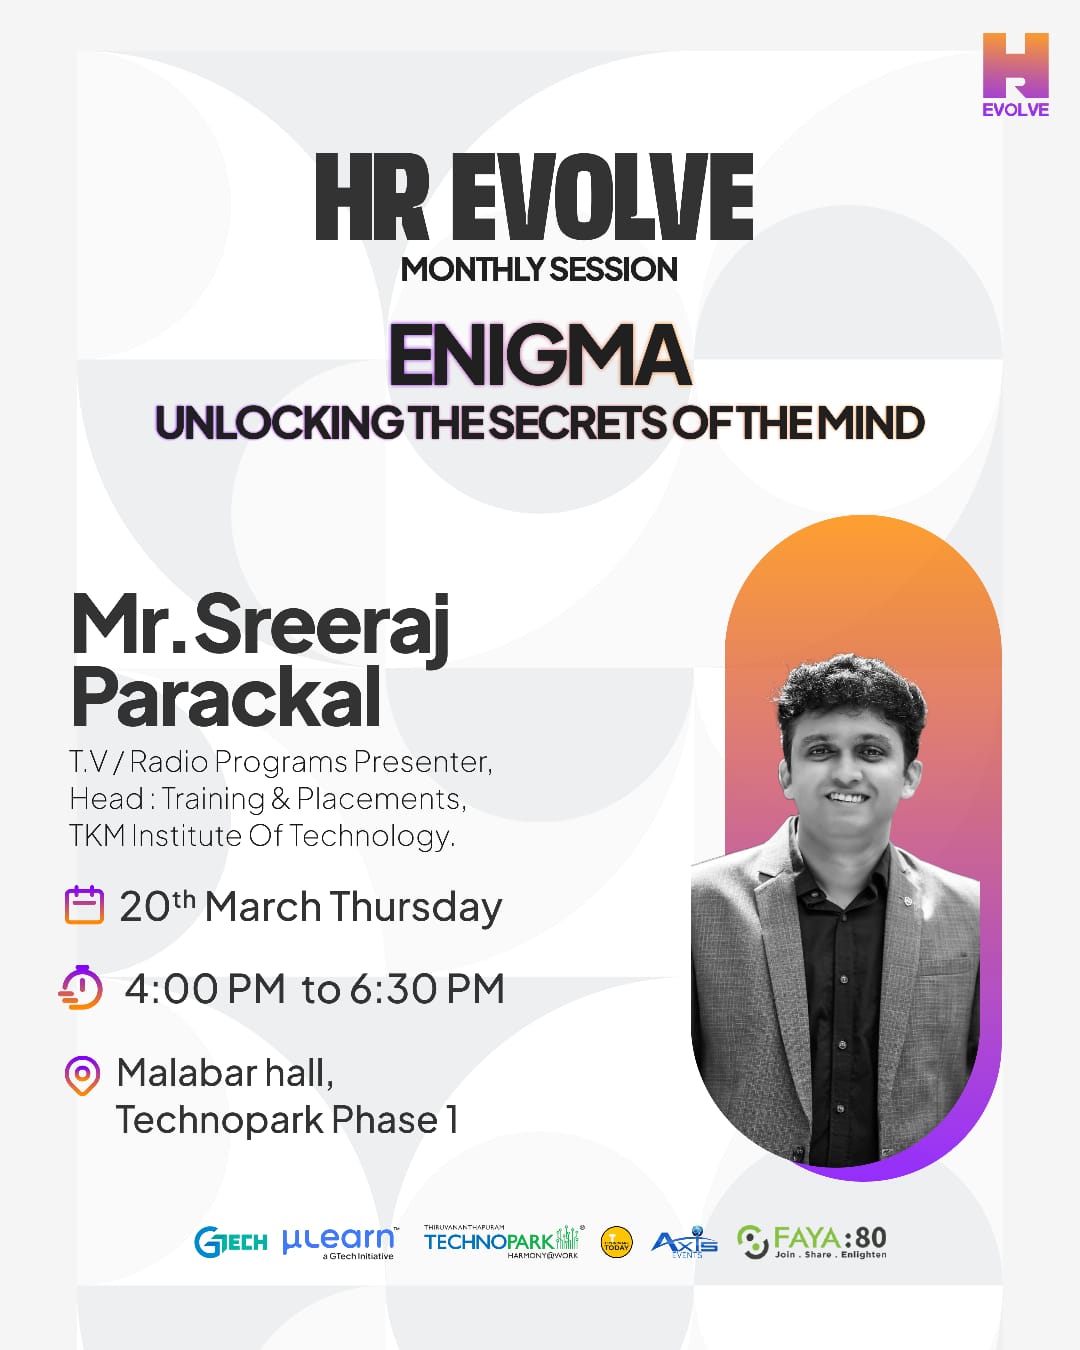 HR
EVOLVE
HR EVOLVE
MONTHLY SESSION
ENIGMA
UNLOCKING THE SECRETS OF THE MIND
Mr. Sreeraj
Parackal
T.V / Radio Programs Presenter,
Head : Training & Placements,
TKM Institute Of Technology.
20th March Thursday
4:00 PM to 6:30 PM
Malabar hall,
Technopark Phase 1
GTECH
µLearn™
a GTech Initiative
THIRUVANANTHAPURAM
TECHNOPARK®
HARMONY@WORK
TODAY
AXIS
EVENTS
FAYA:80
Join . Share . Enlighten